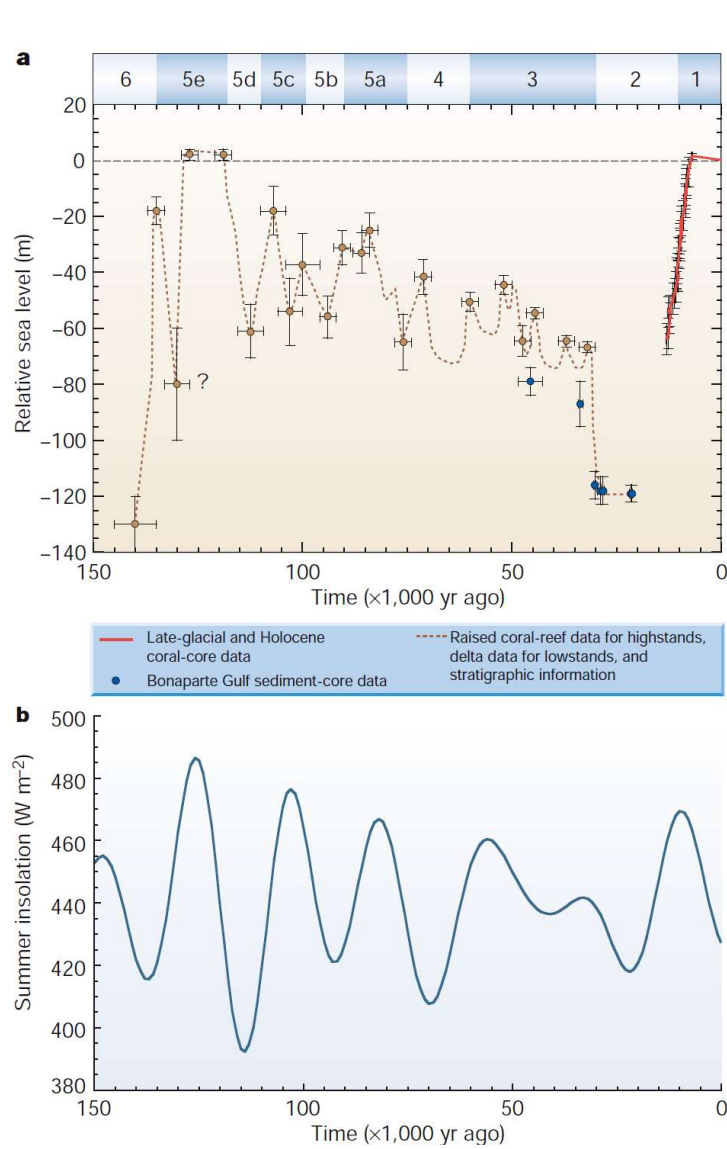 a
6 5e 5d 5c 5b 5a 4 3 2 1
20
0
–20
–40
–60
–80
–100
–120
–140
Relative sea level (m)
?
150 100 50 0
Time (×1,000 yr ago)
Late-glacial and Holocene
coral-core data
Bonaparte Gulf sediment-core data
Raised coral-reef data for highstands,
delta data for lowstands, and
stratigraphic information
b
500
480
460
440
420
400
380
Summer insolation (W m⁻²)
150 100 50 0
Time (×1,000 yr ago)